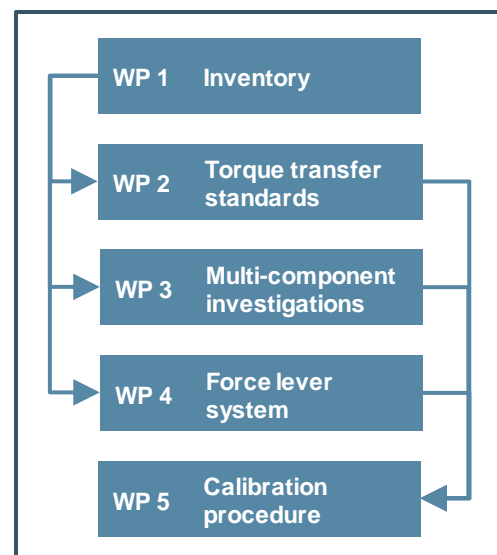 WP 1 Inventory
WP 2 Torque transfer
standards
WP 3 Multi-component
investigations
WP 4 Force lever
system
WP 5 Calibration
procedure